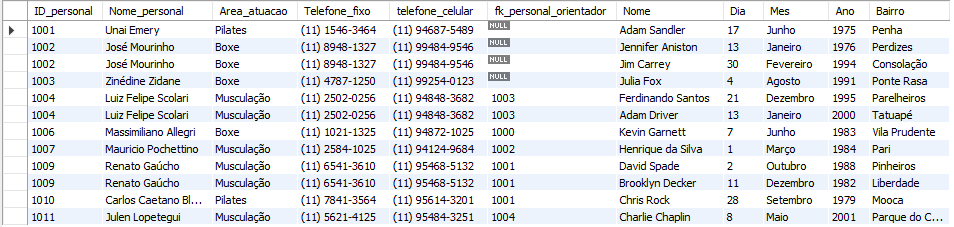 ID_personal Nome_personal Area_atuacao Telefone_fixo telefone_celular fk_personal_orientador Nome Dia Mes Ano Bairro
1001 Unai Emery Pilates (11) 1546-3464 (11) 94687-5489 NULL Adam Sandler 17 Junho 1975 Penha
1002 José Mourinho Boxe (11) 8948-1327 (11) 99484-9546 NULL Jennifer Aniston 13 Janeiro 1976 Perdizes
1002 José Mourinho Boxe (11) 8948-1327 (11) 99484-9546 NULL Jim Carrey 30 Fevereiro 1994 Consolação
1003 Zinédine Zidane Boxe (11) 4787-1250 (11) 99254-0123 NULL Julia Fox 4 Agosto 1991 Ponte Rasa
1004 Luiz Felipe Scolari Musculação (11) 2502-0256 (11) 94848-3682 1003 Ferdinando Santos 21 Dezembro 1995 Parelheiros
1004 Luiz Felipe Scolari Musculação (11) 2502-0256 (11) 94848-3682 1003 Adam Driver 13 Janeiro 2000 Tatuapé
1006 Massimiliano Allegri Boxe (11) 1021-1325 (11) 94872-1025 1000 Kevin Garnett 7 Junho 1983 Vila Prudente
1007 Mauricio Pochettino Musculação (11) 2584-1025 (11) 94124-9684 1002 Henrique da Silva 1 Março 1984 Pari
1009 Renato Gaúcho Musculação (11) 6541-3610 (11) 95468-5132 1001 David Spade 2 Outubro 1988 Pinheiros
1009 Renato Gaúcho Musculação (11) 6541-3610 (11) 95468-5132 1001 Brooklyn Decker 11 Dezembro 1982 Liberdade
1010 Carlos Caetano Bl... Pilates (11) 7841-3564 (11) 95614-3201 1001 Chris Rock 28 Setembro 1979 Mooca
1011 Julen Lopetegui Musculação (11) 5621-4125 (11) 95484-3251 1004 Charlie Chaplin 8 Maio 2001 Parque do C...